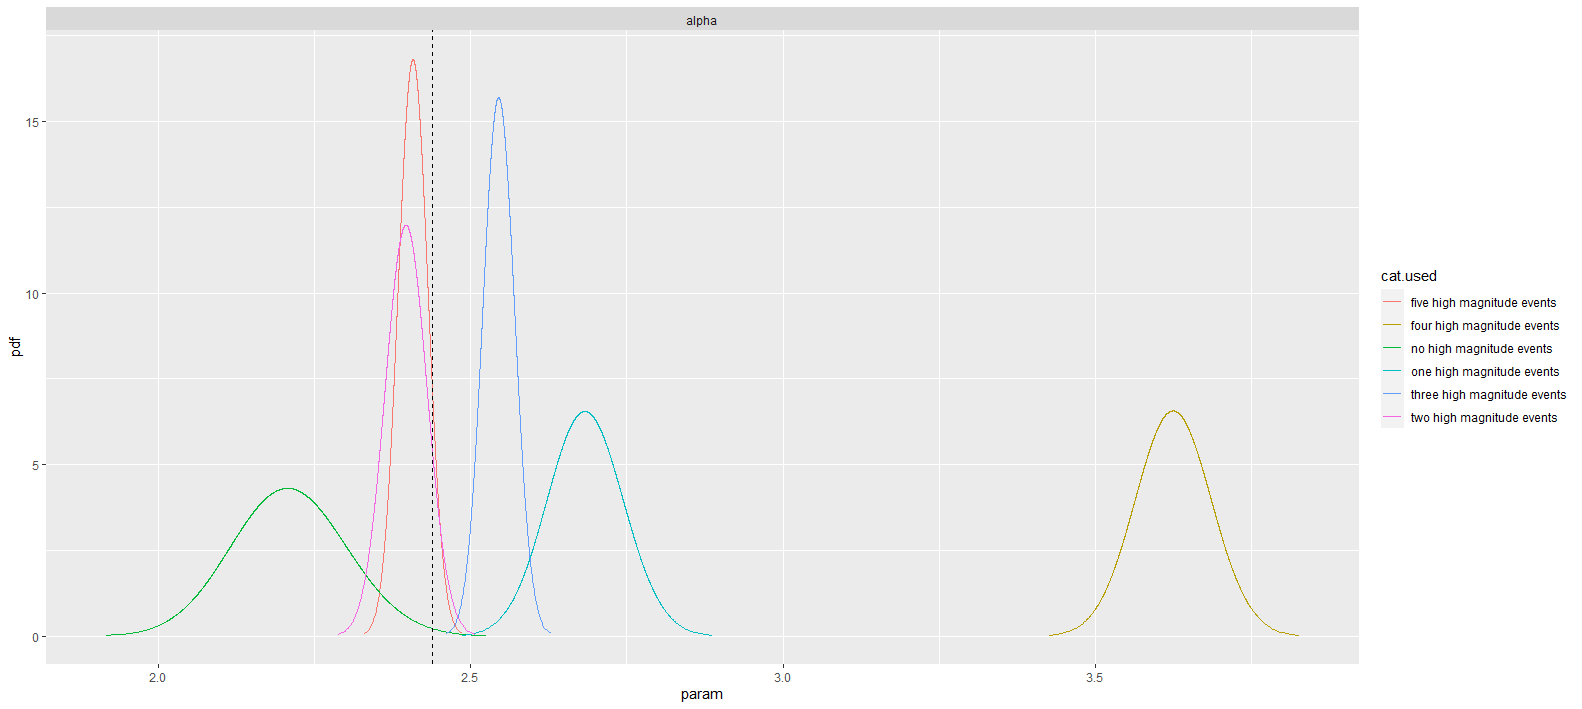 alpha
15
10
5
0
pdf
2.0
2.5
3.0
3.5
param
cat.used
five high magnitude events
four high magnitude events
no high magnitude events
one high magnitude events
three high magnitude events
two high magnitude events